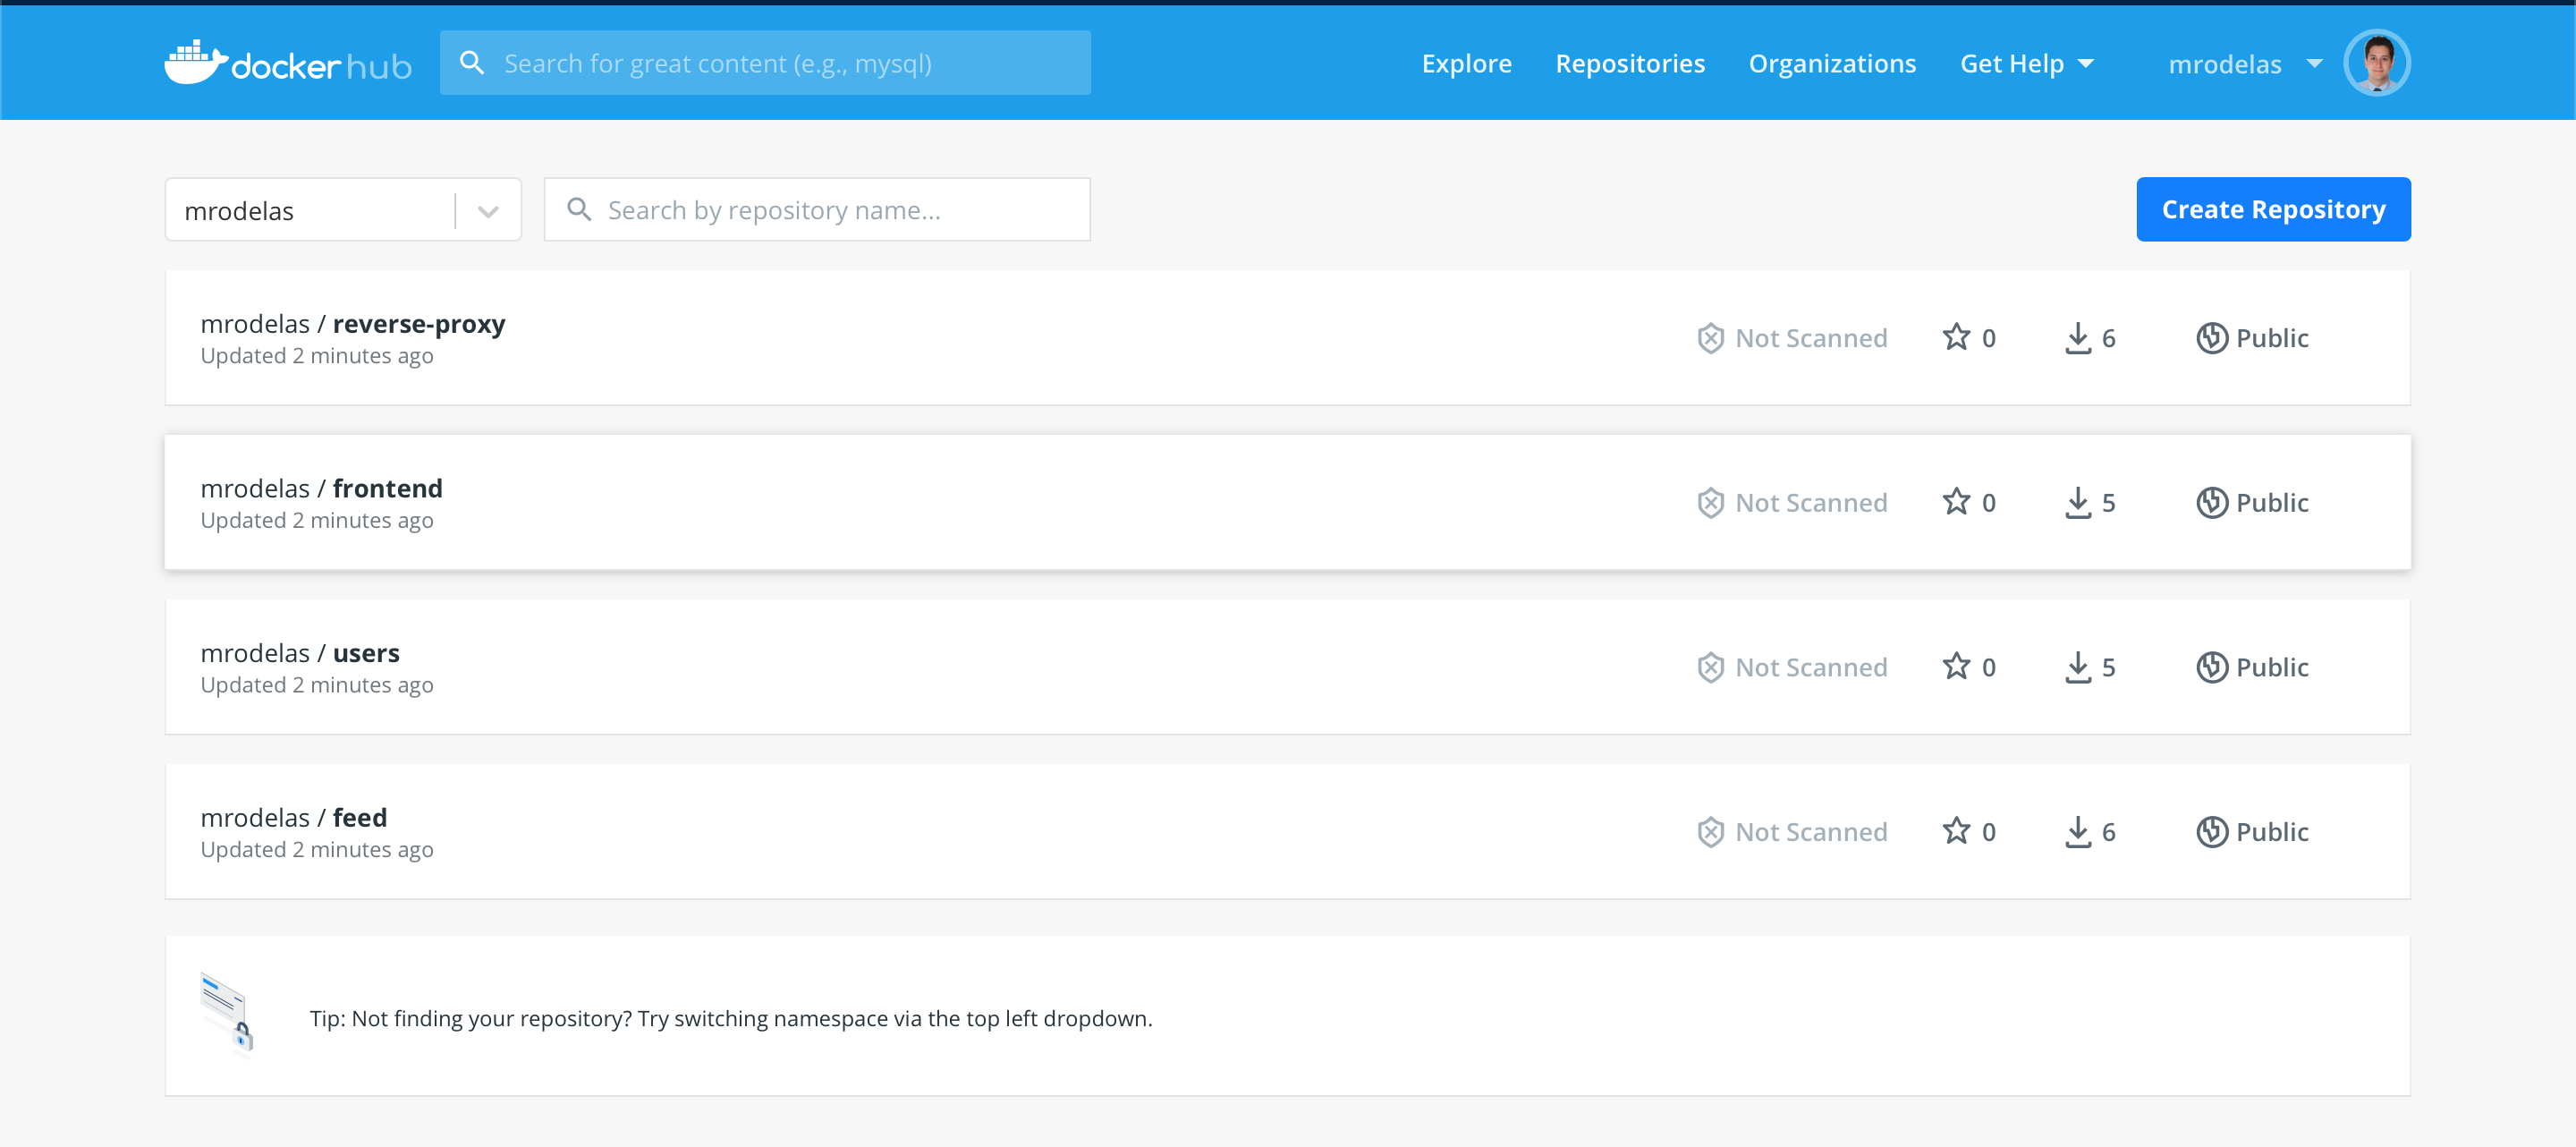 docker hub
Search for great content (e.g., mysql)
Explore
Repositories
Organizations
Get Help
mrodelas
mrodelas
Search by repository name...
Create Repository
mrodelas / reverse-proxy
Updated 2 minutes ago
Not Scanned
0
6
Public
mrodelas / frontend
Updated 2 minutes ago
Not Scanned
0
5
Public
mrodelas / users
Updated 2 minutes ago
Not Scanned
0
5
Public
mrodelas / feed
Updated 2 minutes ago
Not Scanned
0
6
Public
Tip: Not finding your repository? Try switching namespace via the top left dropdown.